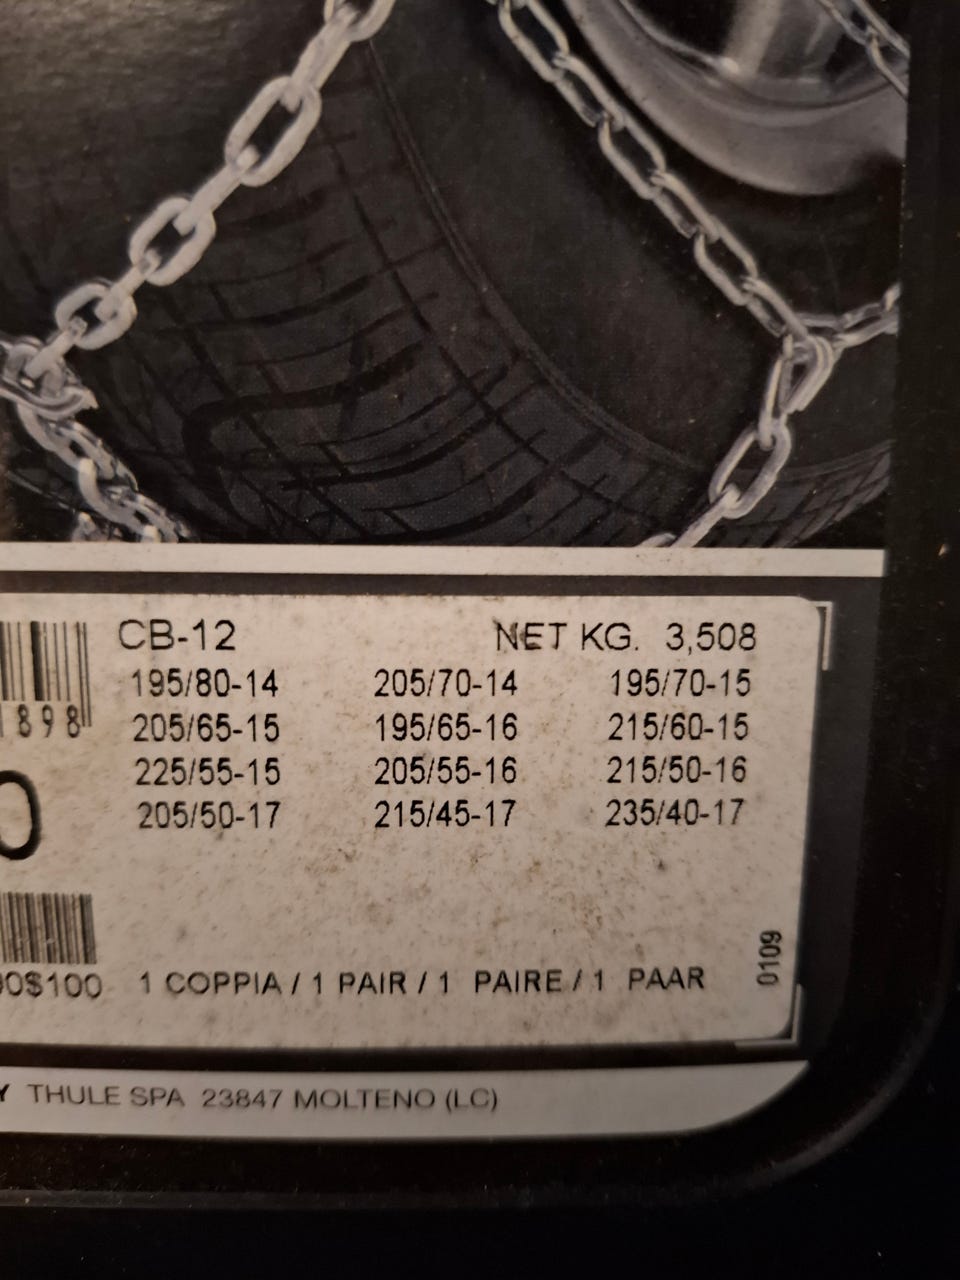 CB-12 NET KG. 3,508
195/80-14 205/70-14 195/70-15
205/65-15 195/65-16 215/60-15
225/55-15 205/55-16 215/50-16
205/50-17 215/45-17 235/40-17
898
0
0$100 1 COPPIA / 1 PAIR / 1 PAIRE / 1 PAAR
0109
Y THULE SPA 23847 MOLTENO (LC)